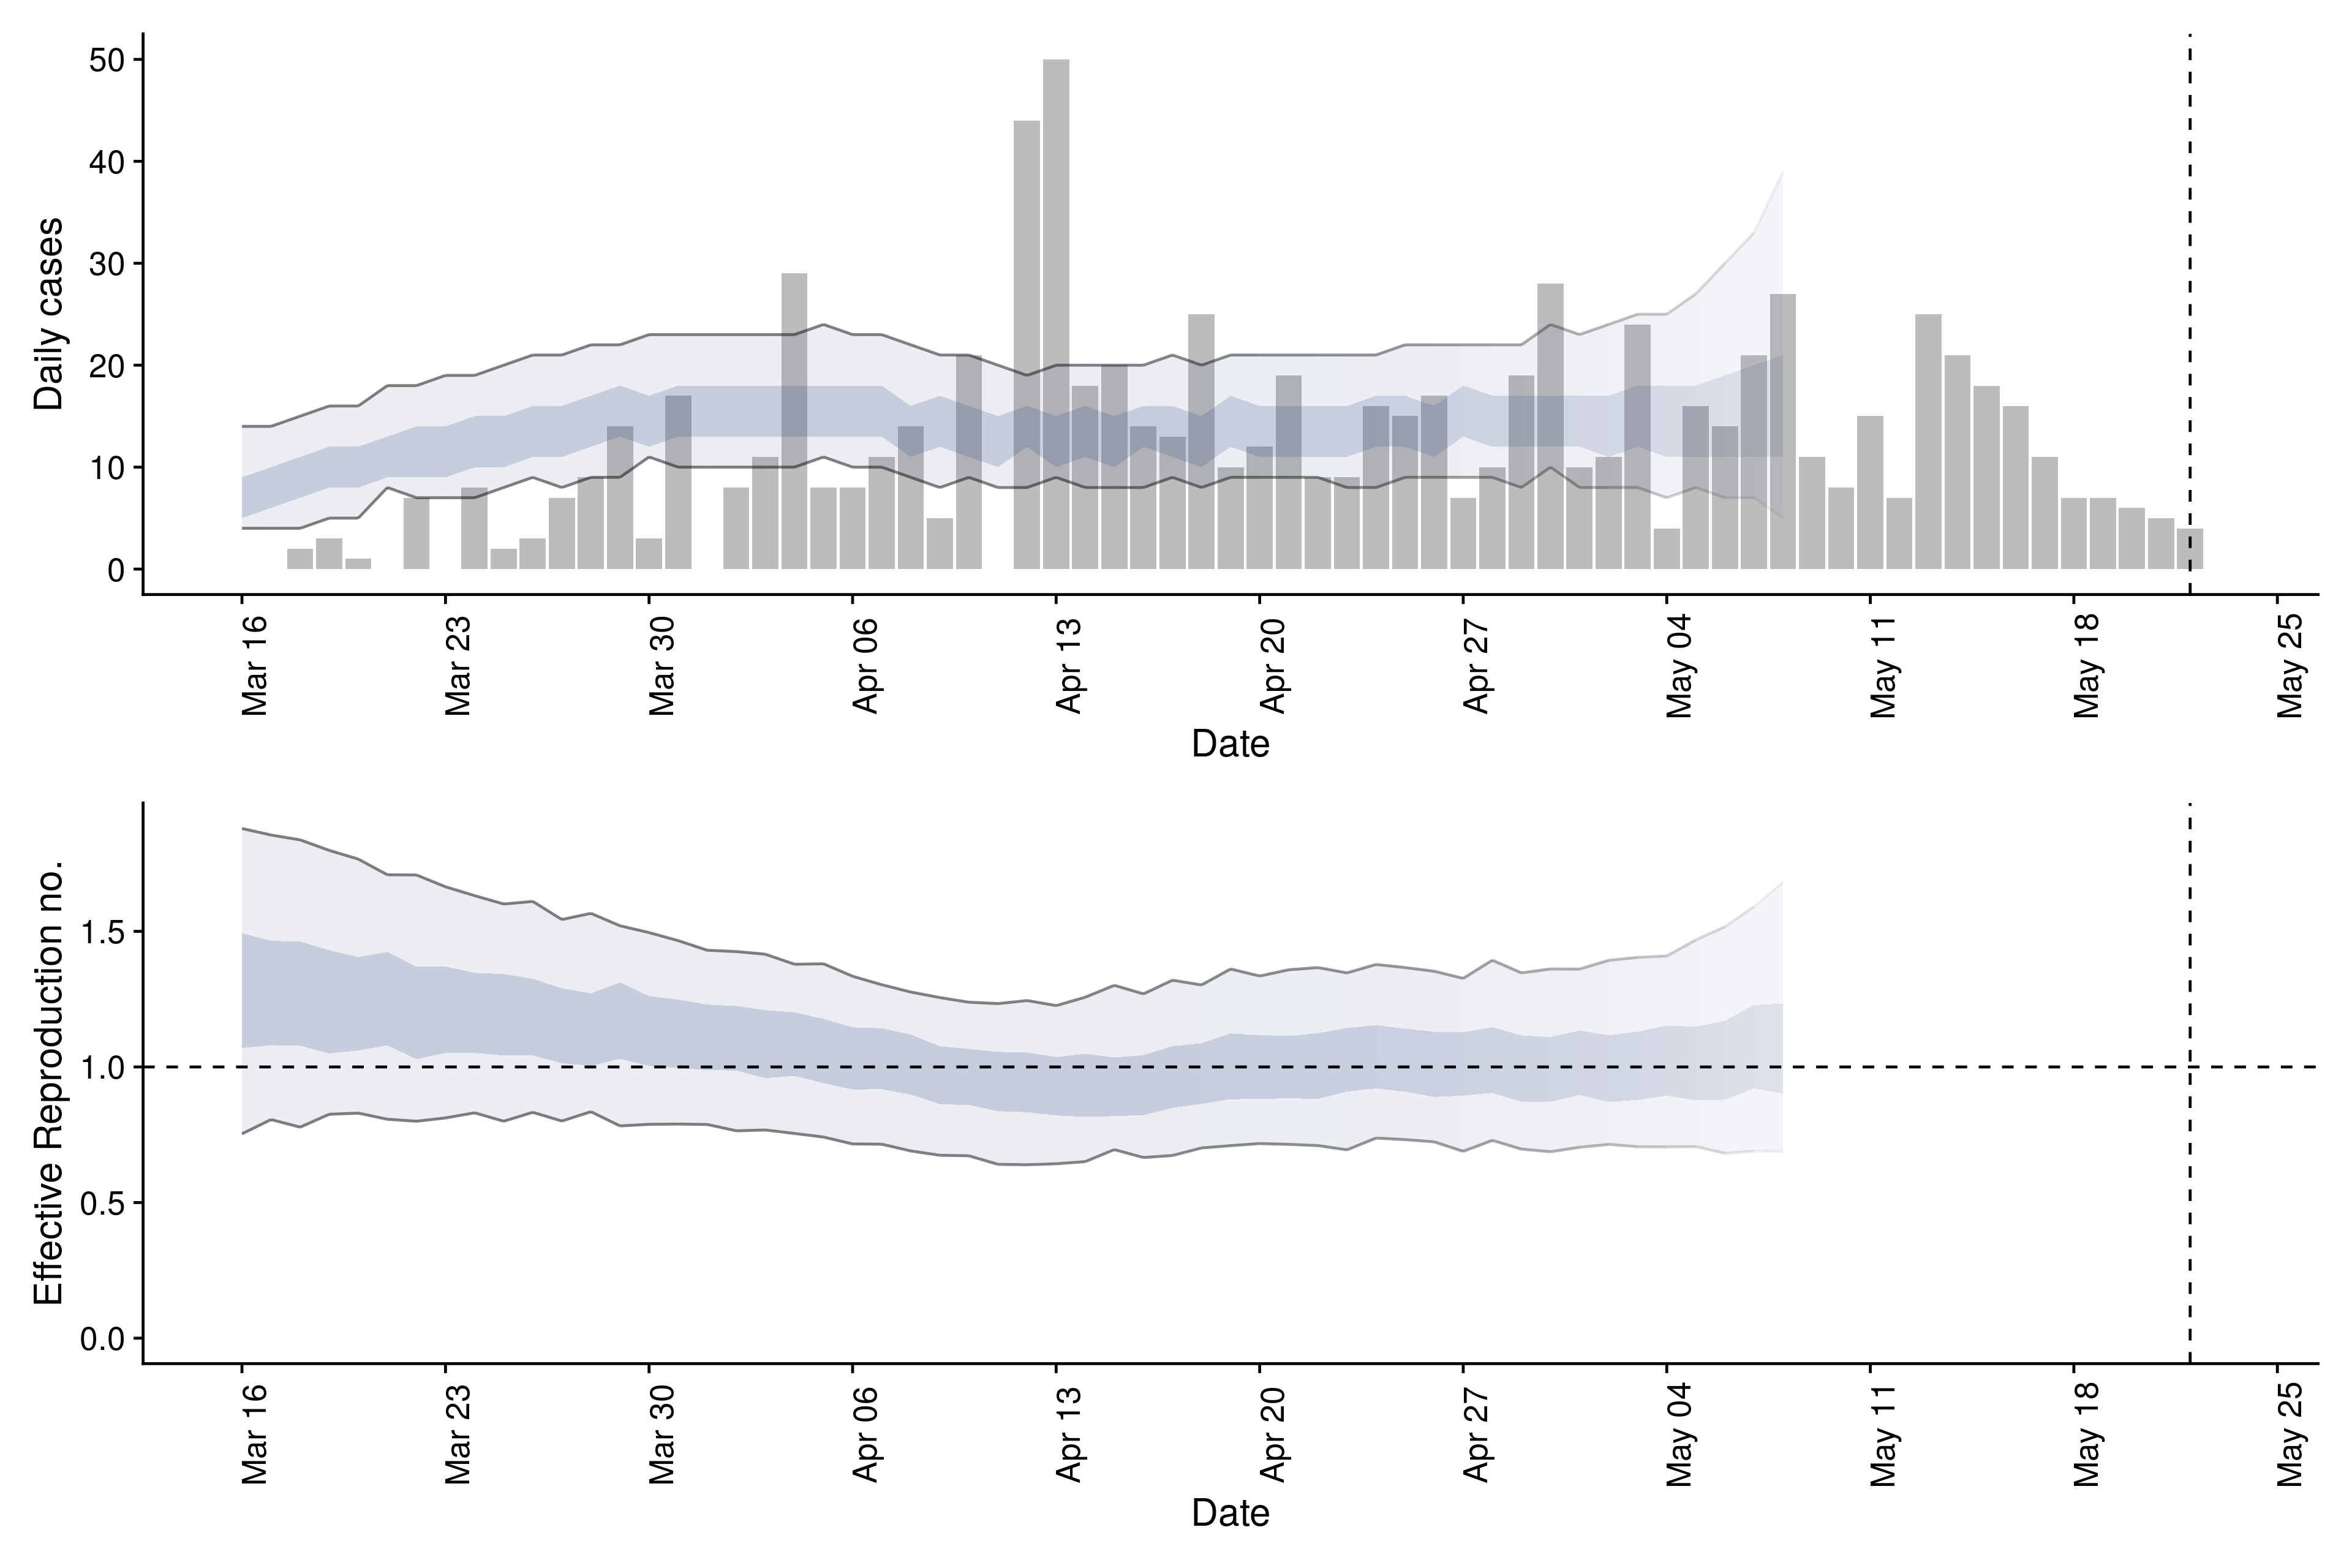 Daily cases
50
40
30
20
10
0
Mar 16
Mar 23
Mar 30
Apr 06
Apr 13
Apr 20
Apr 27
May 04
May 11
May 18
May 25
Date
Effective Reproduction no.
1.5
1.0
0.5
0.0
Mar 16
Mar 23
Mar 30
Apr 06
Apr 13
Apr 20
Apr 27
May 04
May 11
May 18
May 25
Date